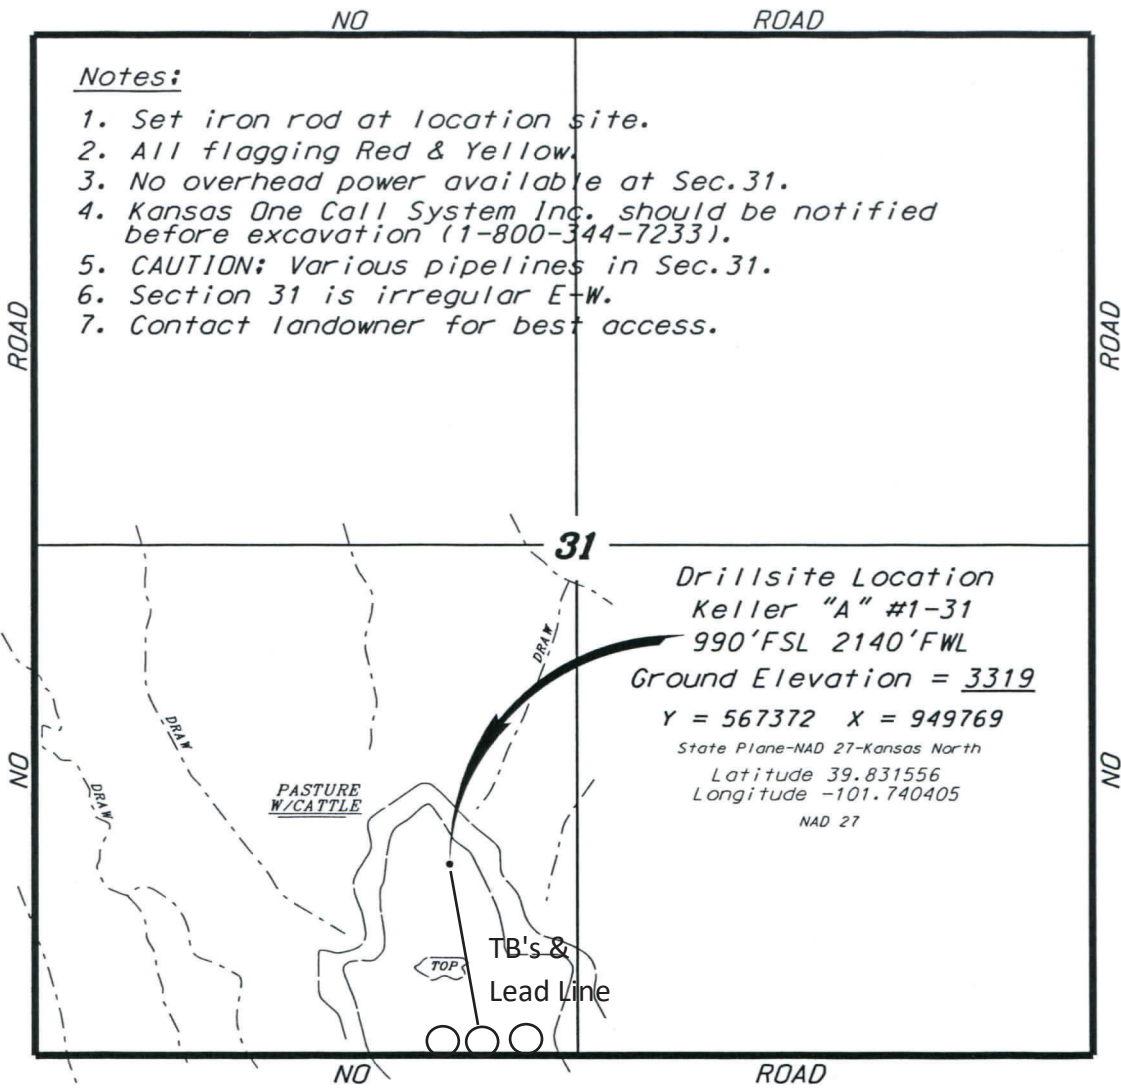 NO ROAD
Notes:
1. Set iron rod at location site.
2. All flagging Red & Yellow.
3. No overhead power available at Sec.31.
4. Kansas One Call System Inc. should be notified
before excavation (1-800-344-7233).
5. CAUTION: Various pipelines in Sec.31.
6. Section 31 is irregular E-W.
7. Contact landowner for best access.
ROAD
ROAD
31
Drillsite Location
Keller "A" #1-31
990'FSL 2140'FWL
Ground Elevation = 3319
Y = 567372 X = 949769
State Plane-NAD 27-Kansas North
Latitude 39.831556
Longitude -101.740405
NAD 27
DRAW
DRAW
DRAW
NO
NO
PASTURE
W/CATTLE
TB's &
Lead Line
TOP
NO ROAD